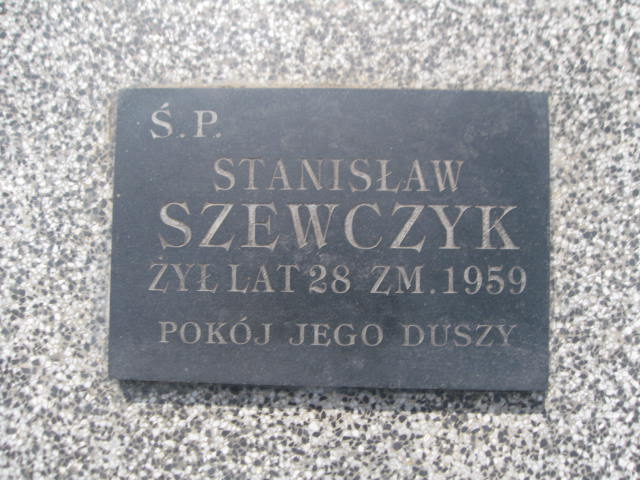 Ś.P.
STANISŁAW
SZEWCZYK
ŻYŁ LAT 28 ZM. 1959
POKÓJ JEGO DUSZY